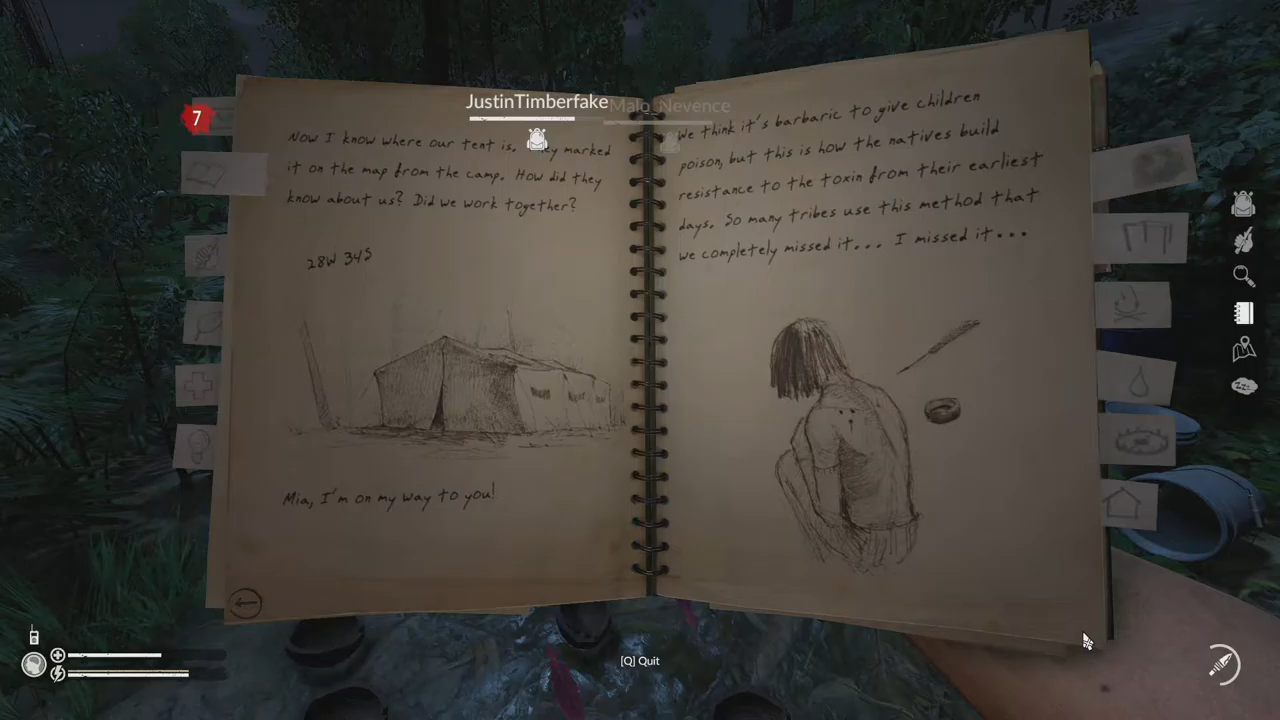 7
JustinTimberfake
Now I know where our tent is. marked
it on the map from the camp. How did they
know about us? Did we work together?
28W 34S
Mia, I'm on my way to you!
We think it's barbaric to give children
poison, but this is how the natives build
resistance to the toxin from their earliest
days. So many tribes use this method that
we completely missed it... I missed it...
[Q] Quit